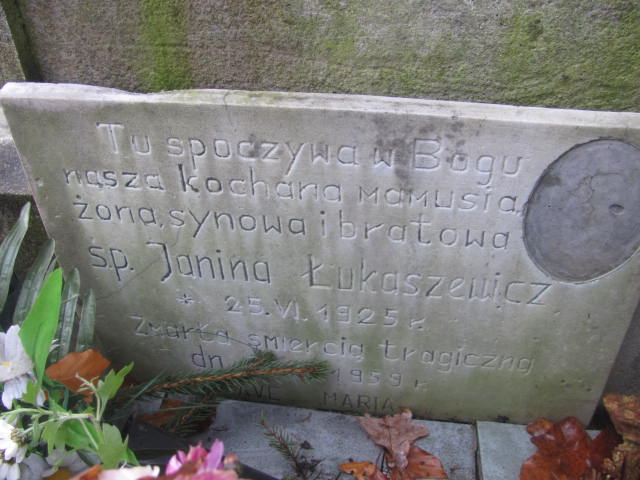 Tu spoczywa w Bogu
nasza kochana mamusia,
żona, synowa i bratowa
ś.p. Janina Łukaszewicz
* 25. VI. 1925 r.
Zmarła śmiercią tragiczną
dn. 1959 r.
AVE MARIA